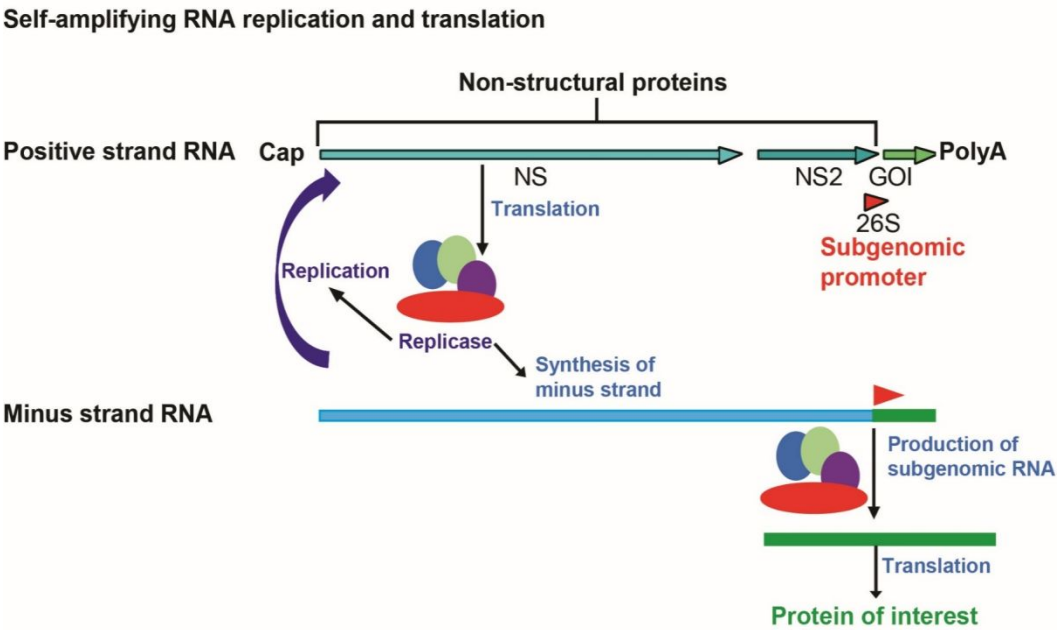 Self-amplifying RNA replication and translation
Non-structural proteins
Positive strand RNA Cap PolyA
NS NS2 GOI
Translation
26S
Subgenomic
promoter
Replication
Replicase
Synthesis of
minus strand
Minus strand RNA
Production of
subgenomic RNA
Translation
Protein of interest